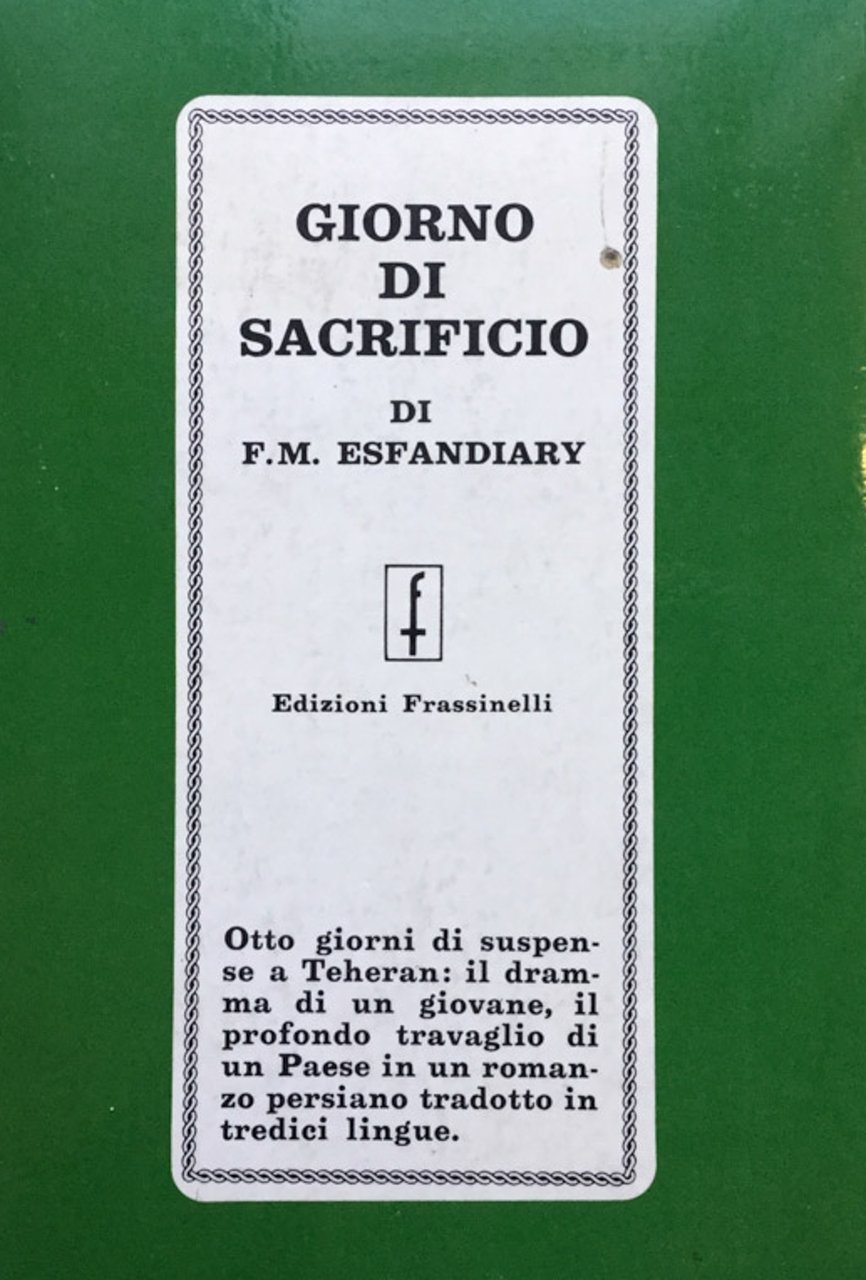 GIORNO
DI
SACRIFICIO
DI
F.M. ESFANDIARY
f
Edizioni Frassinelli
Otto giorni di suspen-
se a Teheran: il dram-
ma di un giovane, il
profondo travaglio di
un Paese in un roman-
zo persiano tradotto in
tredici lingue.